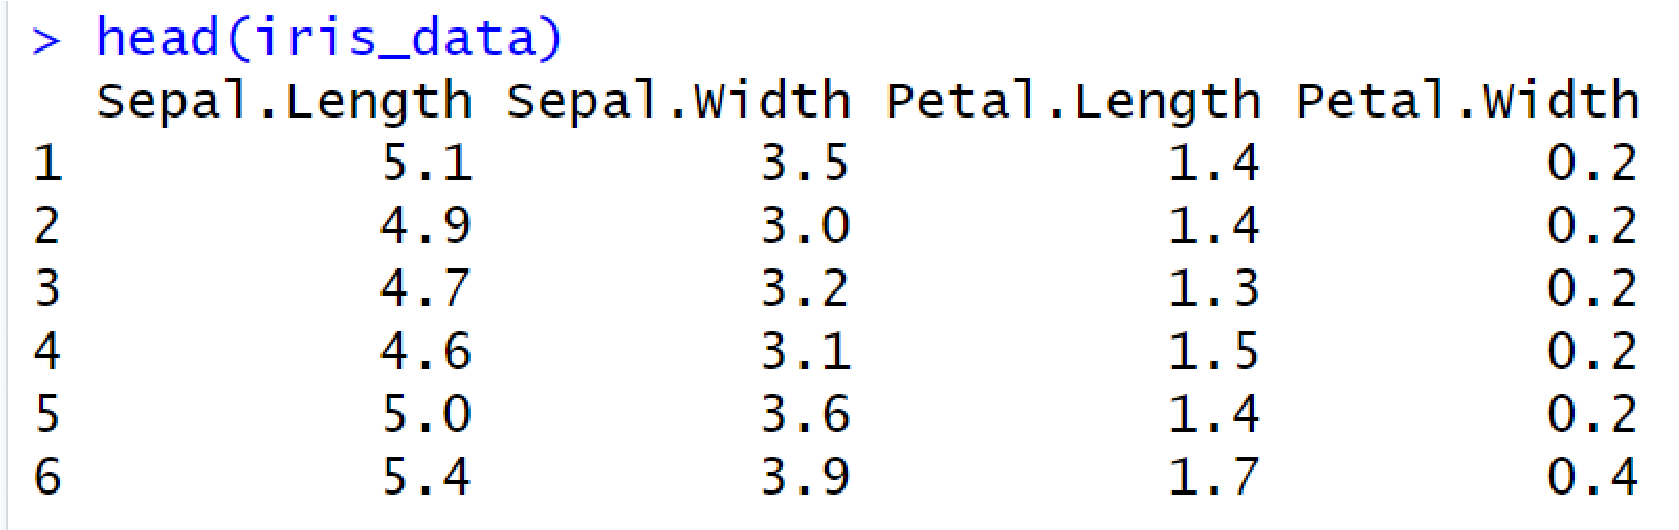 > head(iris_data)
Sepal.Length Sepal.Width Petal.Length Petal.Width
1 5.1 3.5 1.4 0.2
2 4.9 3.0 1.4 0.2
3 4.7 3.2 1.3 0.2
4 4.6 3.1 1.5 0.2
5 5.0 3.6 1.4 0.2
6 5.4 3.9 1.7 0.4